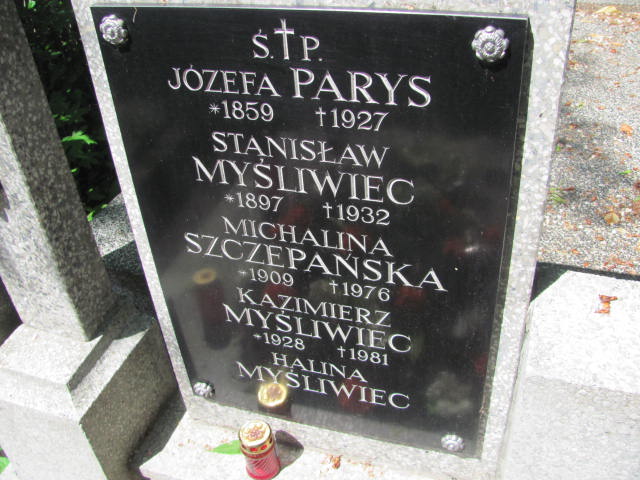 Ś.†P.
JÓZEFA PARYS
*1859 †1927
STANISŁAW
MYŚLIWIEC
*1897 †1932
MICHALINA
SZCZEPAŃSKA
*1909 †1976
KAZIMIERZ
MYŚLIWIEC
*1928 †1981
HALINA
MYŚLIWIEC